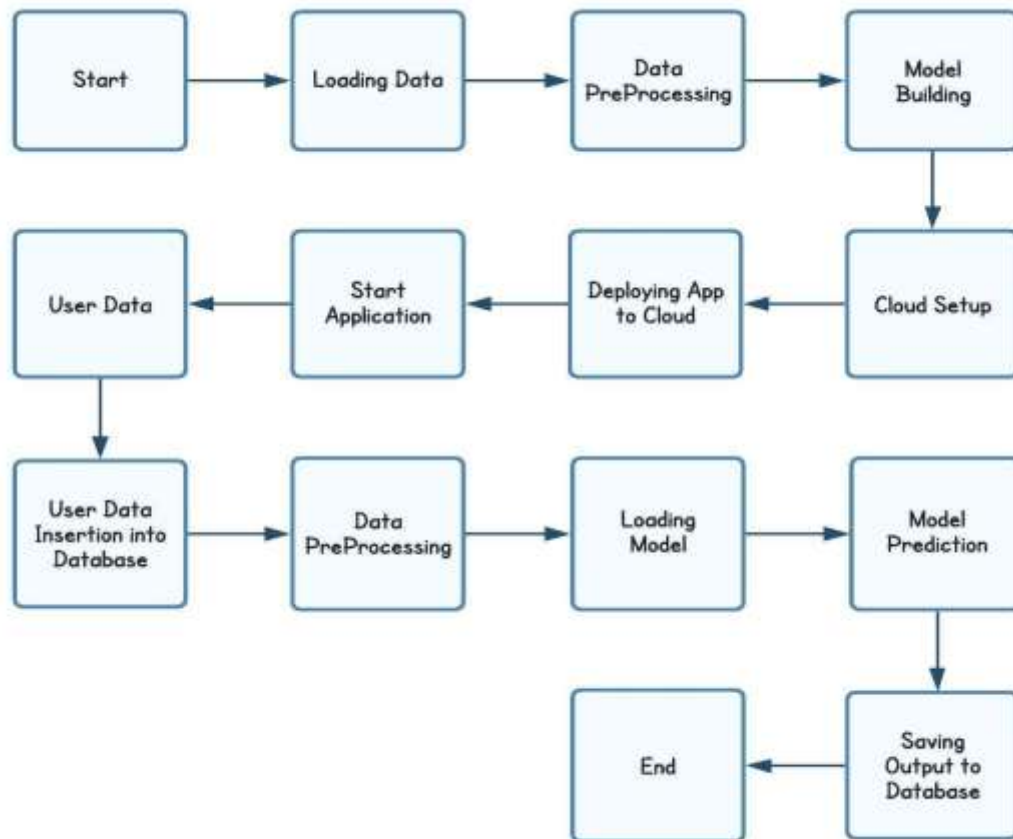 Start
Loading Data
Data
PreProcessing
Model
Building
Cloud Setup
Deploying App
to Cloud
Start
Application
User Data
User Data
Insertion into
Database
Data
PreProcessing
Loading
Model
Model
Prediction
Saving
Output to
Database
End